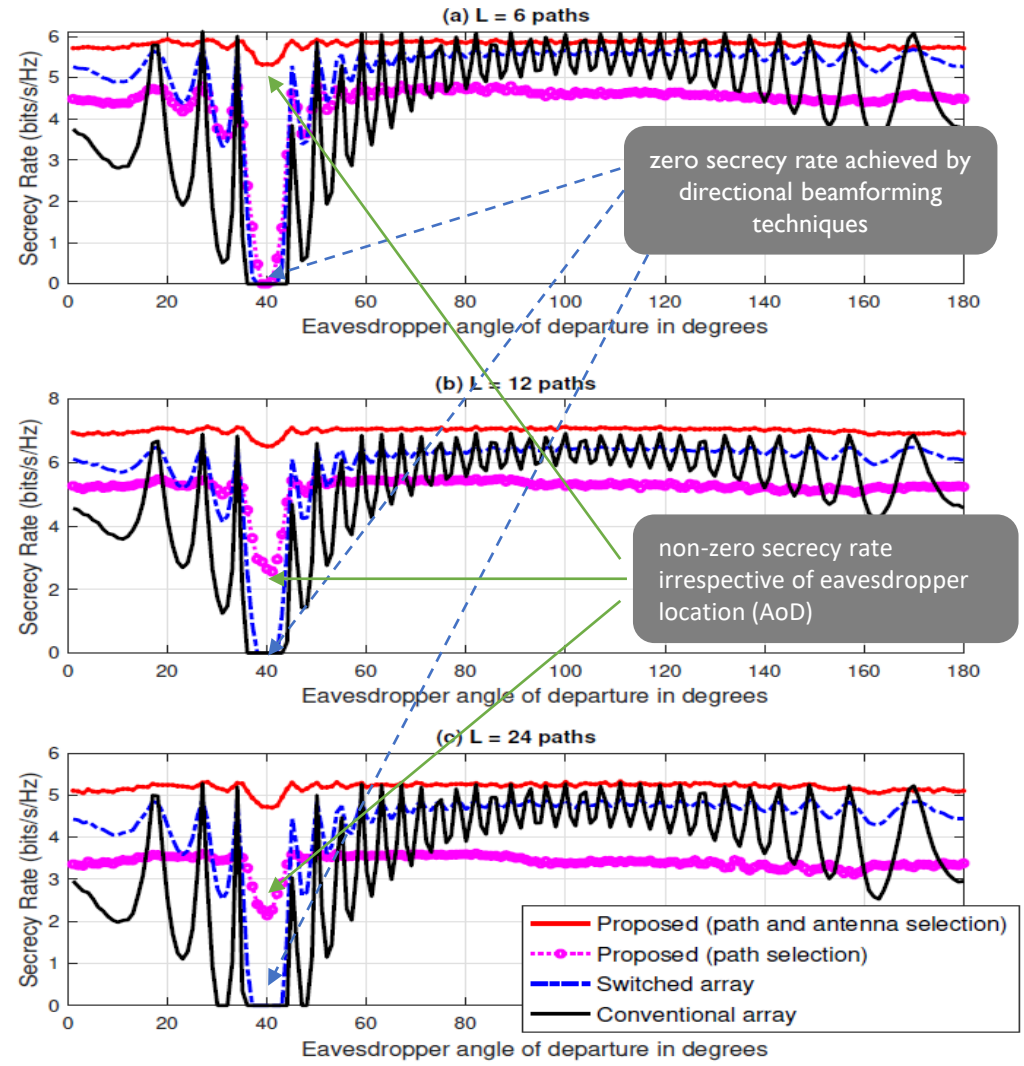 (a) L = 6 paths
Secrecy Rate (bits/s/Hz)
6
5
4
3
2
1
0
zero secrecy rate achieved by
directional beamforming
techniques
0 20 40 60 80 100 120 140 160 180
Eavesdropper angle of departure in degrees
(b) L = 12 paths
Secrecy Rate (bits/s/Hz)
8
6
4
2
0
non-zero secrecy rate
irrespective of eavesdropper
location (AoD)
0 20 40 60 80 100 120 140 160 180
Eavesdropper angle of departure in degrees
(c) L = 24 paths
Secrecy Rate (bits/s/Hz)
6
5
4
3
2
1
0
Proposed (path and antenna selection)
Proposed (path selection)
Switched array
Conventional array
0 20 40 60 80 100 120 140 160 180
Eavesdropper angle of departure in degrees